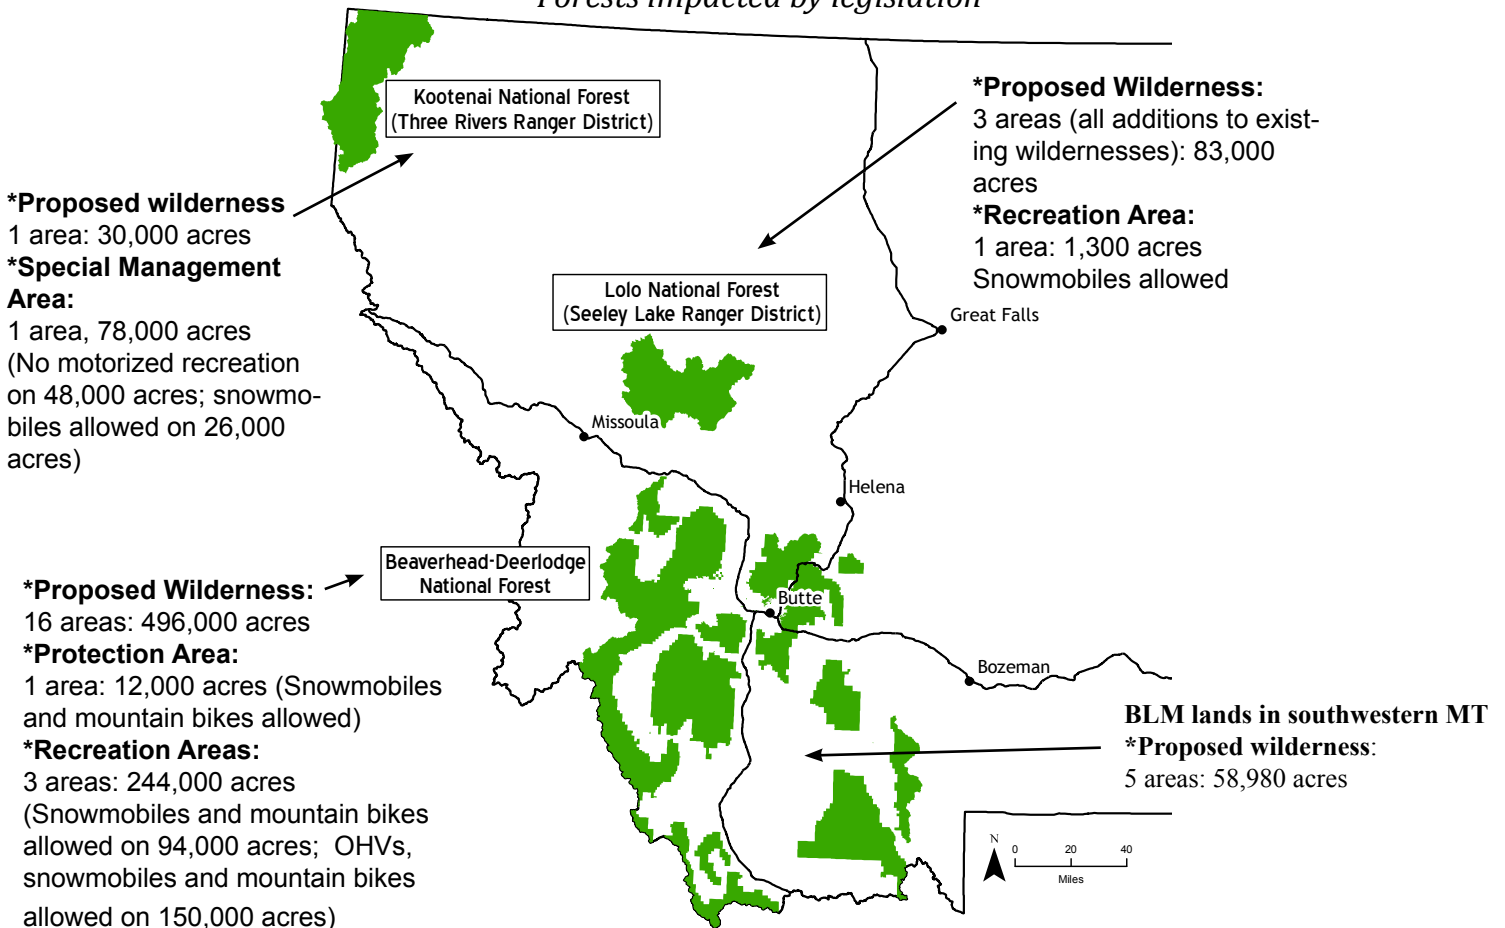 Forests impacted by legislation
Kootenai National Forest
(Three Rivers Ranger District)
*Proposed wilderness
1 area: 30,000 acres
*Special Management
Area:
1 area, 78,000 acres
(No motorized recreation
on 48,000 acres; snowmo-
biles allowed on 26,000
acres)
*Proposed Wilderness:
3 areas (all additions to exist-
ing wildernesses): 83,000
acres
*Recreation Area:
1 area: 1,300 acres
Snowmobiles allowed
Lolo National Forest
(Seeley Lake Ranger District)
Great Falls
Missoula
Helena
Beaverhead-Deerlodge
National Forest
*Proposed Wilderness:
16 areas: 496,000 acres
*Protection Area:
1 area: 12,000 acres (Snowmobiles
and mountain bikes allowed)
*Recreation Areas:
3 areas: 244,000 acres
(Snowmobiles and mountain bikes
allowed on 94,000 acres; OHVs,
snowmobiles and mountain bikes
allowed on 150,000 acres)
Butte
Bozeman
BLM lands in southwestern MT
*Proposed wilderness:
5 areas: 58,980 acres
N
0 20 40
Miles